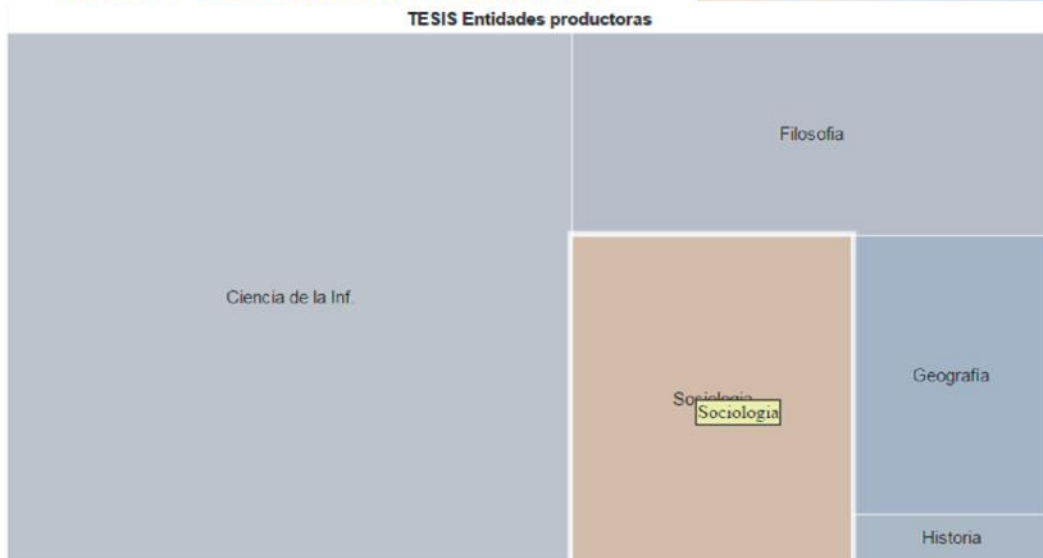 TESIS Entidades productoras
Filosofia
Ciencia de la Inf.
Geografia
Sociologia
Historia